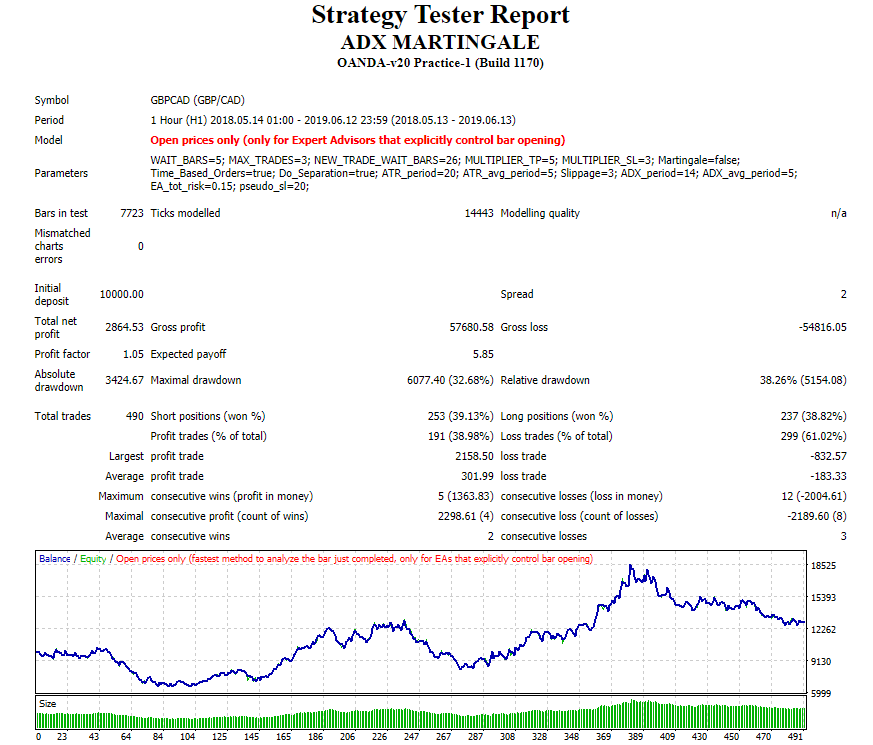 Strategy Tester Report
ADX MARTINGALE
OANDA-v20 Practice-1 (Build 1170)
Symbol GBPCAD (GBP/CAD)
Period 1 Hour (H1) 2018.05.14 01:00 - 2019.06.12 23:59 (2018.05.13 - 2019.06.13)
Model Open prices only (only for Expert Advisors that explicitly control bar opening)
Parameters WAIT_BARS=5; MAX_TRADES=3; NEW_TRADE_WAIT_BARS=26; MULTIPLIER_TP=5; MULTIPLIER_SL=3; Martingale=false;
Time_Based_Orders=true; Do_Separation=true; ATR_period=20; ATR_avg_period=5; Slippage=3; ADX_period=14; ADX_avg_period=5;
EA_tot_risk=0.15; pseudo_sl=20;
Bars in test 7723 Ticks modelled 14443 Modelling quality n/a
Mismatched
charts 0
errors
Initial
deposit 10000.00 Spread 2
Total net
profit 2864.53 Gross profit 57680.58 Gross loss -54816.05
Profit factor 1.05 Expected payoff 5.85
Absolute
drawdown 3424.67 Maximal drawdown 6077.40 (32.68%) Relative drawdown 38.26% (5154.08)
Total trades 490 Short positions (won %) 253 (39.13%) Long positions (won %) 237 (38.82%)
Profit trades (% of total) 191 (38.98%) Loss trades (% of total) 299 (61.02%)
Largest profit trade 2158.50 loss trade -832.57
Average profit trade 301.99 loss trade -183.33
Maximum consecutive wins (profit in money) 5 (1363.83) consecutive losses (loss in money) 12 (-2004.61)
Maximal consecutive profit (count of wins) 2298.61 (4) consecutive loss (count of losses) -2189.60 (8)
Average consecutive wins 2 consecutive losses 3
Balance / Equity / Open prices only (fastest method to analyze the bar just completed, only for EAs that explicitly control bar opening)
18525
15393
12262
9130
5999
Size
0 23 43 64 84 104 125 145 165 186 206 226 247 267 287 308 328 348 369 389 409 430 450 470 491